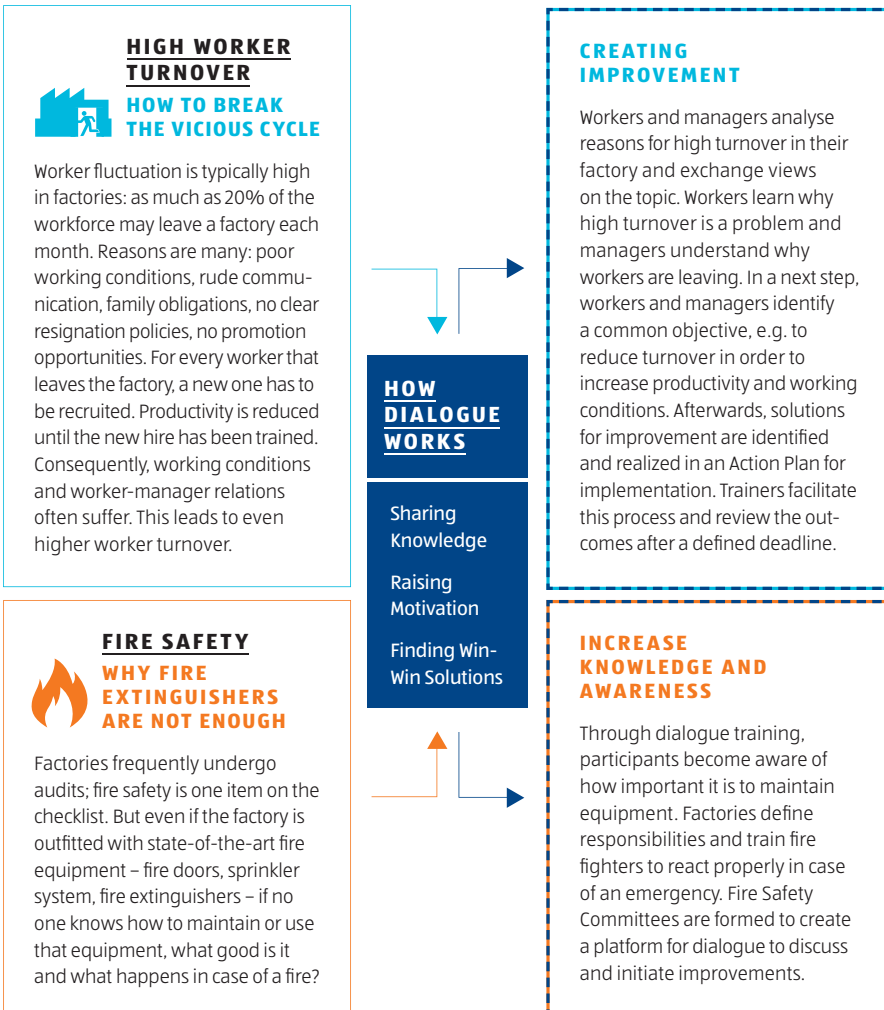 HIGH WORKER
TURNOVER
HOW TO BREAK
THE VICIOUS CYCLE
Worker fluctuation is typically high
in factories: as much as 20% of the
workforce may leave a factory each
month. Reasons are many: poor
working conditions, rude commu-
nication, family obligations, no clear
resignation policies, no promotion
opportunities. For every worker that
leaves the factory, a new one has to
be recruited. Productivity is reduced
until the new hire has been trained.
Consequently, working conditions
and worker-manager relations
often suffer. This leads to even
higher worker turnover.
FIRE SAFETY
WHY FIRE
EXTINGUISHERS
ARE NOT ENOUGH
Factories frequently undergo
audits; fire safety is one item on the
checklist. But even if the factory is
outfitted with state-of-the-art fire
equipment – fire doors, sprinkler
system, fire extinguishers – if no
one knows how to maintain or use
that equipment, what good is it
and what happens in case of a fire?
HOW
DIALOGUE
WORKS
Sharing
Knowledge
Raising
Motivation
Finding Win-
Win Solutions
CREATING
IMPROVEMENT
Workers and managers analyse
reasons for high turnover in their
factory and exchange views
on the topic. Workers learn why
high turnover is a problem and
managers understand why
workers are leaving. In a next step,
workers and managers identify
a common objective, e.g. to
reduce turnover in order to
increase productivity and working
conditions. Afterwards, solutions
for improvement are identified
and realized in an Action Plan for
implementation. Trainers facilitate
this process and review the out-
comes after a defined deadline.
INCREASE
KNOWLEDGE AND
AWARENESS
Through dialogue training,
participants become aware of
how important it is to maintain
equipment. Factories define
responsibilities and train fire
fighters to react properly in case
of an emergency. Fire Safety
Committees are formed to create
a platform for dialogue to discuss
and initiate improvements.